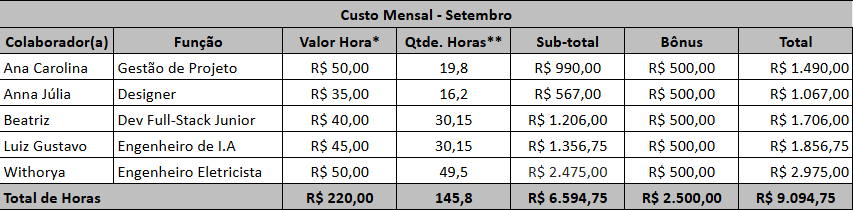 Custo Mensal - Setembro
Colaborador(a) Função Valor Hora* Qtde. Horas** Sub-total Bônus Total
Ana Carolina Gestão de Projeto R$ 50,00 19,8 R$ 990,00 R$ 500,00 R$ 1.490,00
Anna Júlia Designer R$ 35,00 16,2 R$ 567,00 R$ 500,00 R$ 1.067,00
Beatriz Dev Full-Stack Junior R$ 40,00 30,15 R$ 1.206,00 R$ 500,00 R$ 1.706,00
Luiz Gustavo Engenheiro de I.A R$ 45,00 30,15 R$ 1.356,75 R$ 500,00 R$ 1.856,75
Withorya Engenheiro Eletricista R$ 50,00 49,5 R$ 2.475,00 R$ 500,00 R$ 2.975,00
Total de Horas R$ 220,00 145,8 R$ 6.594,75 R$ 2.500,00 R$ 9.094,75